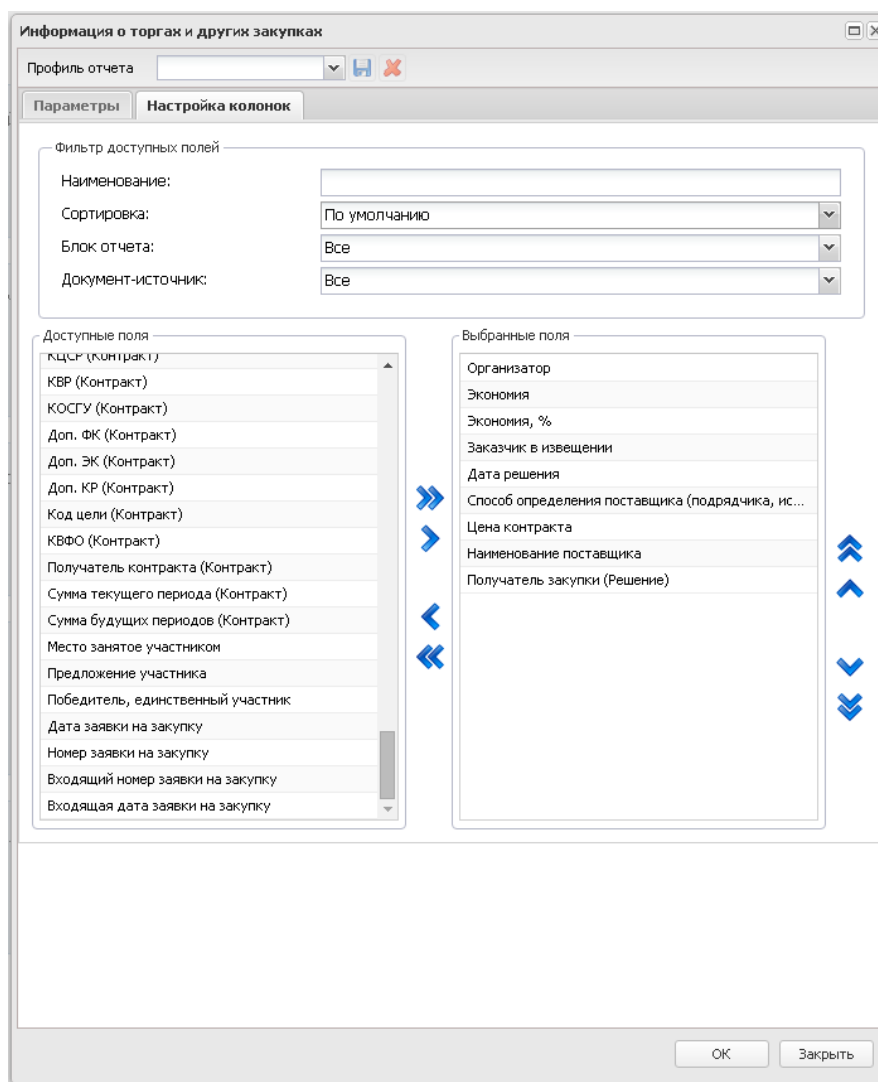 Информация о торгах и других закупках
Профиль отчета
Параметры
Настройка колонок
Фильтр доступных полей
Наименование:
Сортировка:
По умолчанию
Блок отчета:
Все
Документ-источник:
Все
Доступные поля
КЦСР (Контракт)
КВР (Контракт)
КОСГУ (Контракт)
Доп. ФК (Контракт)
Доп. ЭК (Контракт)
Доп. КР (Контракт)
Код цели (Контракт)
КВФО (Контракт)
Получатель контракта (Контракт)
Сумма текущего периода (Контракт)
Сумма будущих периодов (Контракт)
Место занятое участником
Предложение участника
Победитель, единственный участник
Дата заявки на закупку
Номер заявки на закупку
Входящий номер заявки на закупку
Входящая дата заявки на закупку
Выбранные поля
Организатор
Экономия
Экономия, %
Заказчик в извещении
Дата решения
Способ определения поставщика (подрядчика, ис...
Цена контракта
Наименование поставщика
Получатель закупки (Решение)
ОК
Закрыть